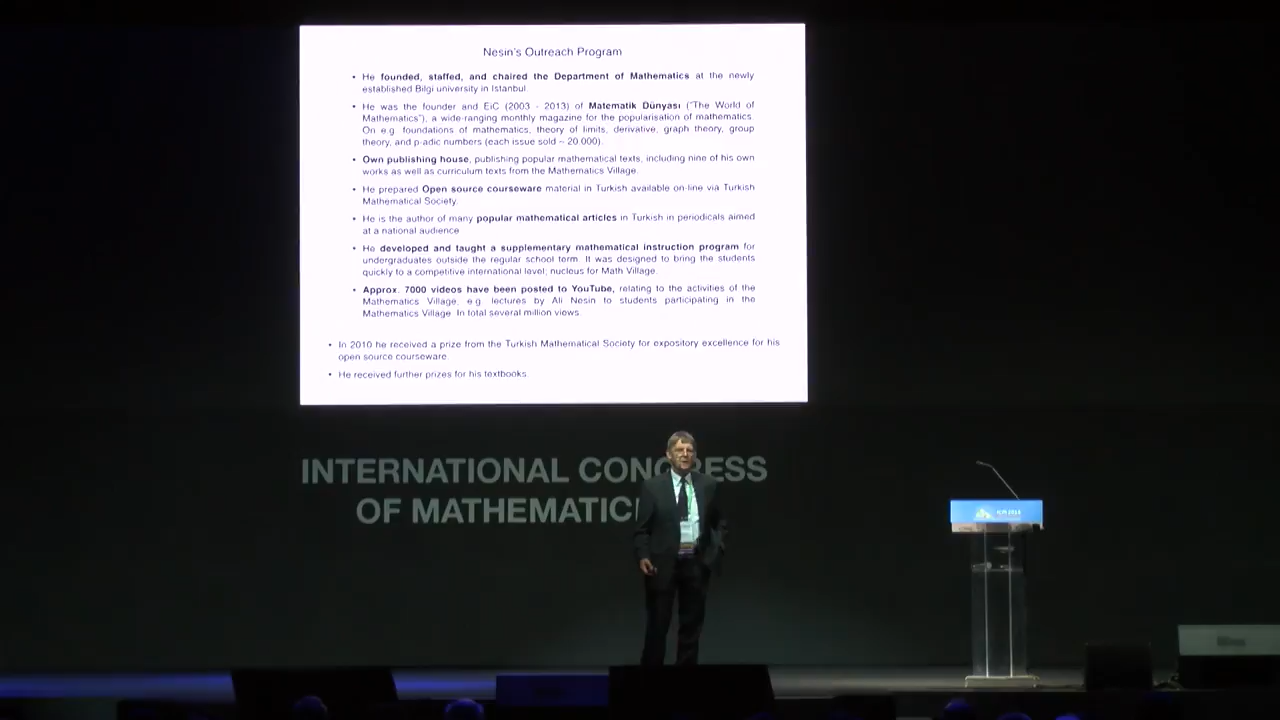 Nesin's Outreach Program
• He founded, staffed, and chaired the Department of Mathematics at the newly
established Bilgi university in Istanbul.
• He was the founder and EiC (2003 - 2013) of Matematik Dünyası ("The World of
Mathematics"), a wide-ranging monthly magazine for the popularisation of mathematics.
On e.g. foundations of mathematics, theory of limits, derivative, graph theory, group
theory, and p-adic numbers (each issue sold ~ 20.000).
• Own publishing house, publishing popular mathematical texts, including nine of his own
works as well as curriculum texts from the Mathematics Village.
• He prepared Open source courseware material in Turkish available on-line via Turkish
Mathematical Society.
• He is the author of many popular mathematical articles in Turkish in periodicals aimed
at a national audience
• He developed and taught a supplementary mathematical instruction program for
undergraduates outside the regular school term. It was designed to bring the students
quickly to a competitive international level; nucleus for Math Village.
• Approx. 7000 videos have been posted to YouTube, relating to the activities of the
Mathematics Village, e.g. lectures by Ali Nesin to students participating in the
Mathematics Village. In total several million views.
• In 2010 he received a prize from the Turkish Mathematical Society for expository excellence for his
open source courseware.
• He received further prizes for his textbooks.
INTERNATIONAL CONGRESS
OF MATHEMATICI
ICM 2018